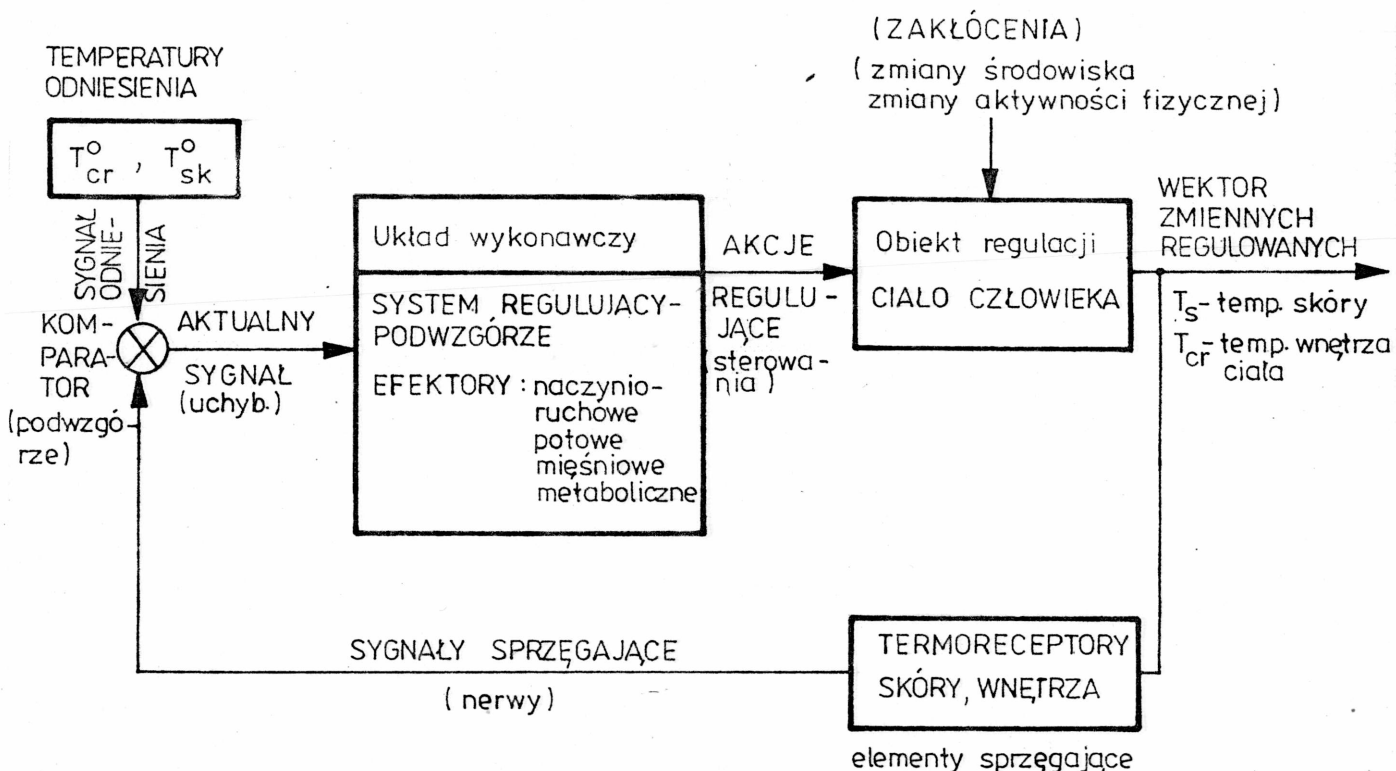 (ZAKŁÓCENIA)
(zmiany środowiska
zmiany aktywności fizycznej)
TEMPERATURY
ODNIESIENIA
T°cr , T°sk
SYGNAŁ
ODNIE-
SIENIA
KOM-
PARA-
TOR
(podwzgó-
rze)
AKTUALNY
SYGNAŁ
(uchyb.)
Układ wykonawczy
SYSTEM REGULUJACY-
PODWZGÓRZE
EFEKTORY : naczynio-
ruchowe
potowe
mięśniowe
metaboliczne
AKCJE
REGULU-
JĄCE
(sterowa-
nia)
Obiekt regulacji
CIAŁO CZŁOWIEKA
WEKTOR
ZMIENNYCH
REGULOWANYCH
Ts-temp. skóry
Tcr-temp. wnętrza
ciała
SYGNAŁY SPRZĘGAJĄCE
(nerwy)
TERMORECEPTORY
SKÓRY, WNĘTRZA
elementy sprzęgające